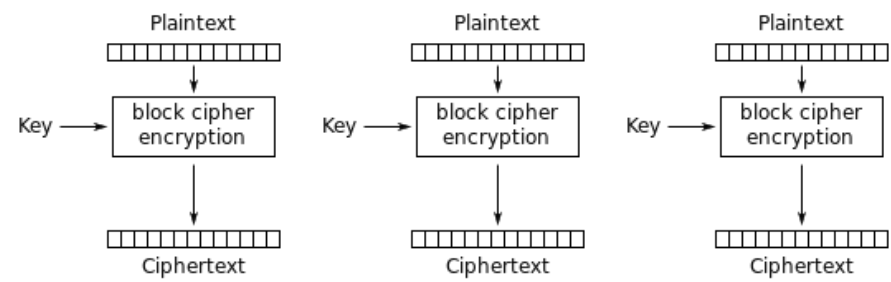 Plaintext Plaintext Plaintext
block cipher block cipher block cipher
Key Key Key
encryption encryption encryption
Ciphertext Ciphertext Ciphertext